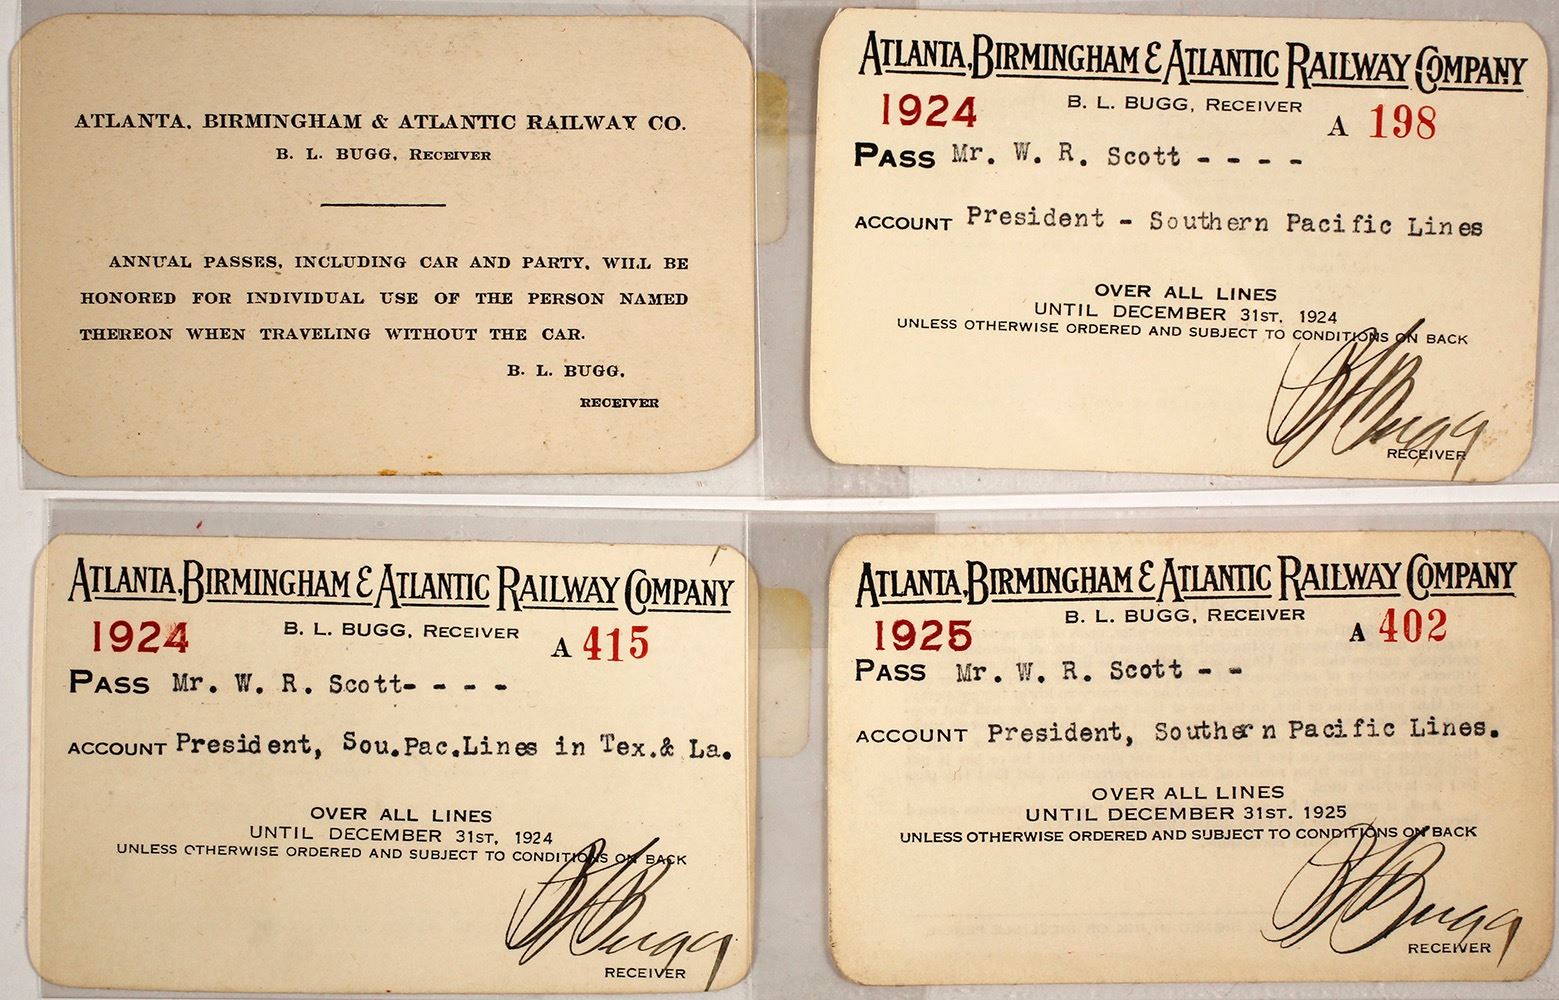 ATLANTA, BIRMINGHAM & ATLANTIC RAILWAY CO.
B. L. BUGG, RECEIVER
ANNUAL PASSES, INCLUDING CAR AND PARTY, WILL BE
HONORED FOR INDIVIDUAL USE OF THE PERSON NAMED
THEREON WHEN TRAVELING WITHOUT THE CAR.
B. L. BUGG,
RECEIVER
ATLANTA, BIRMINGHAM & ATLANTIC RAILWAY COMPANY
1924 B. L. BUGG, RECEIVER A 198
PASS Mr. W. R. Scott - - - -
ACCOUNT President - Southern Pacific Lines
OVER ALL LINES
UNTIL DECEMBER 31ST, 1924
UNLESS OTHERWISE ORDERED AND SUBJECT TO CONDITIONS ON BACK
B L Bugg
RECEIVER
ATLANTA, BIRMINGHAM & ATLANTIC RAILWAY COMPANY
1924 B. L. BUGG, RECEIVER A 415
PASS Mr. W. R. Scott- - - -
ACCOUNT President, Sou.Pac.Lines in Tex.& La.
OVER ALL LINES
UNTIL DECEMBER 31ST, 1924
UNLESS OTHERWISE ORDERED AND SUBJECT TO CONDITIONS ON BACK
B L Bugg
RECEIVER
ATLANTA, BIRMINGHAM & ATLANTIC RAILWAY COMPANY
1925 B. L. BUGG, RECEIVER A 402
PASS Mr. W. R. Scott - -
ACCOUNT President, Southern Pacific Lines.
OVER ALL LINES
UNTIL DECEMBER 31ST. 1925
UNLESS OTHERWISE ORDERED AND SUBJECT TO CONDITIONS ON BACK
B L Bugg
RECEIVER